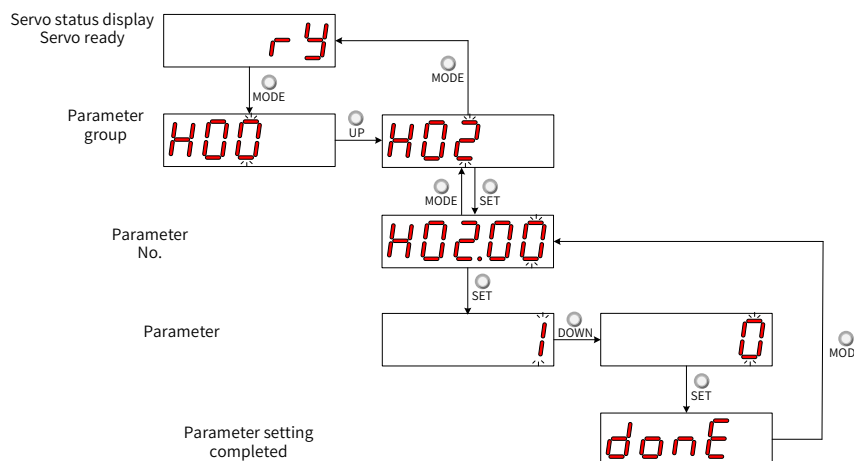 Servo status display
Servo ready
ry
MODE
MODE
Parameter
group
H00
UP
H02
MODE
SET
Parameter
No.
H02.00
SET
Parameter
1
DOWN
0
MOD
SET
Parameter setting
completed
donE